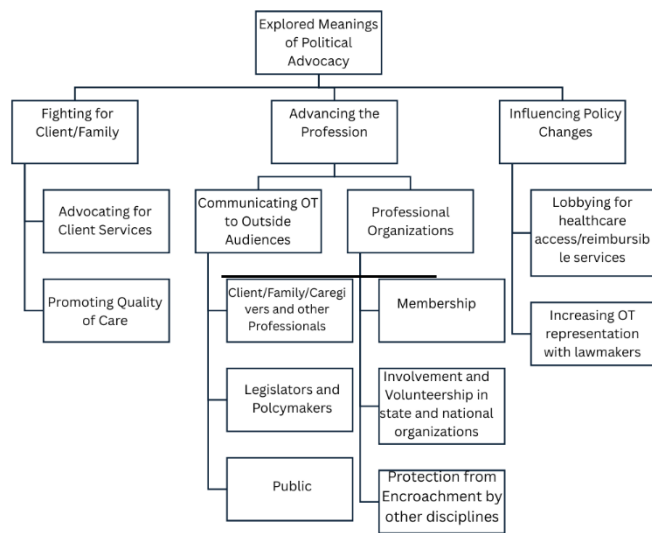 Explored Meanings
of Political
Advocacy
Fighting for
Client/Family
Advancing the
Profession
Influencing Policy
Changes
Advocating for
Client Services
Promoting Quality
of Care
Communicating OT
to Outside
Audiences
Professional
Organizations
Client/Family/Caregi
vers and other
Professionals
Legislators and
Polcymakers
Public
Membership
Involvement and
Volunteership in
state and national
organizations
Protection from
Encroachment by
other disciplines
Lobbying for
healthcare
access/reimbursib
le services
Increasing OT
representation
with lawmakers